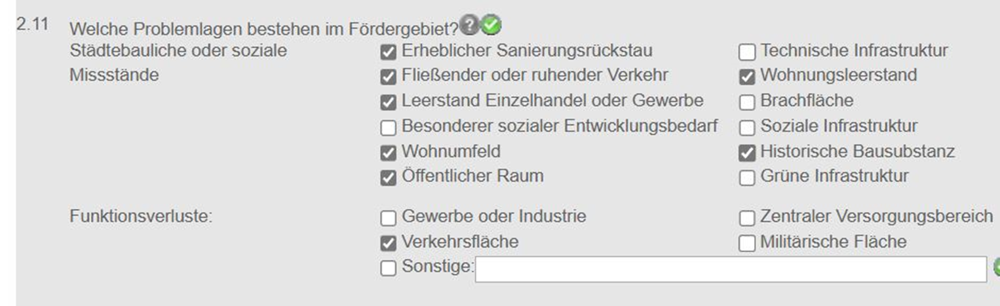 2.11 Welche Problemlagen bestehen im Fördergebiet?
Städtebauliche oder soziale Erheblicher Sanierungsrückstau Technische Infrastruktur
Missstände Fließender oder ruhender Verkehr Wohnungsleerstand
Leerstand Einzelhandel oder Gewerbe Brachfläche
Besonderer sozialer Entwicklungsbedarf Soziale Infrastruktur
Wohnumfeld Historische Bausubstanz
Öffentlicher Raum Grüne Infrastruktur
Funktionsverluste: Gewerbe oder Industrie Zentraler Versorgungsbereich
Verkehrsfläche Militärische Fläche
Sonstige: